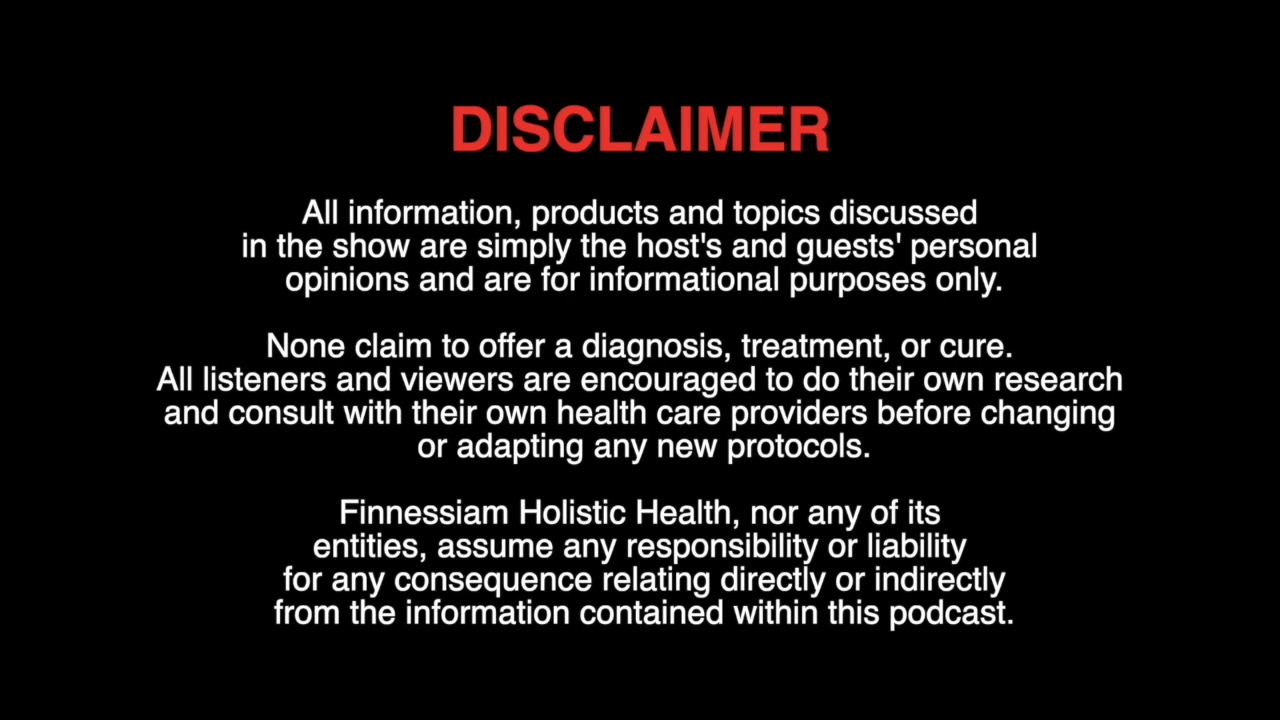 DISCLAIMER
All information, products and topics discussed
in the show are simply the host's and guests' personal
opinions and are for informational purposes only.
None claim to offer a diagnosis, treatment, or cure.
All listeners and viewers are encouraged to do their own research
and consult with their own health care providers before changing
or adapting any new protocols.
Finnessiam Holistic Health, nor any of its
entities, assume any responsibility or liability
for any consequence relating directly or indirectly
from the information contained within this podcast.